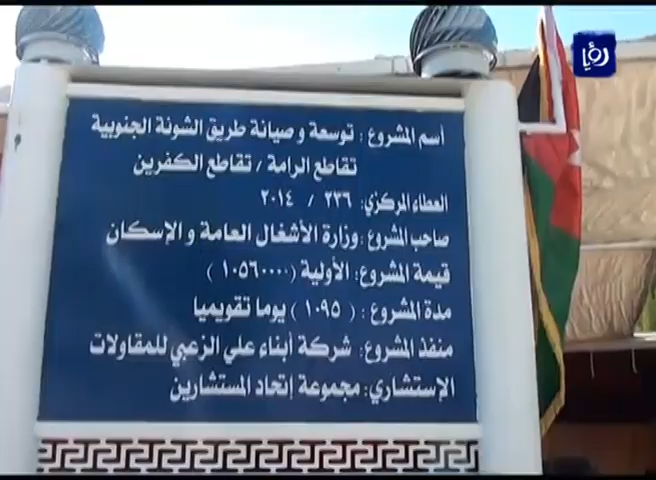 رؤيا
أسم المشروع: توسعة و صيانة طريق الشونة الجنوبية
تقاطع الرامة / تقاطع الكفرين
العطاء المركزي: ٢٣٦ / ٢٠١٤
صاحب المشروع: وزارة الأشغال العامة و الإسكان
قيمة المشروع: الأولية (١٠٥٦٠٠٠٠)
مدة المشروع: (١٠٩٥) يوما تقويميا
منفذ المشروع: شركة أبناء علي الزعبي للمقاولات
الإستشاري: مجموعة إتحاد المستشارين